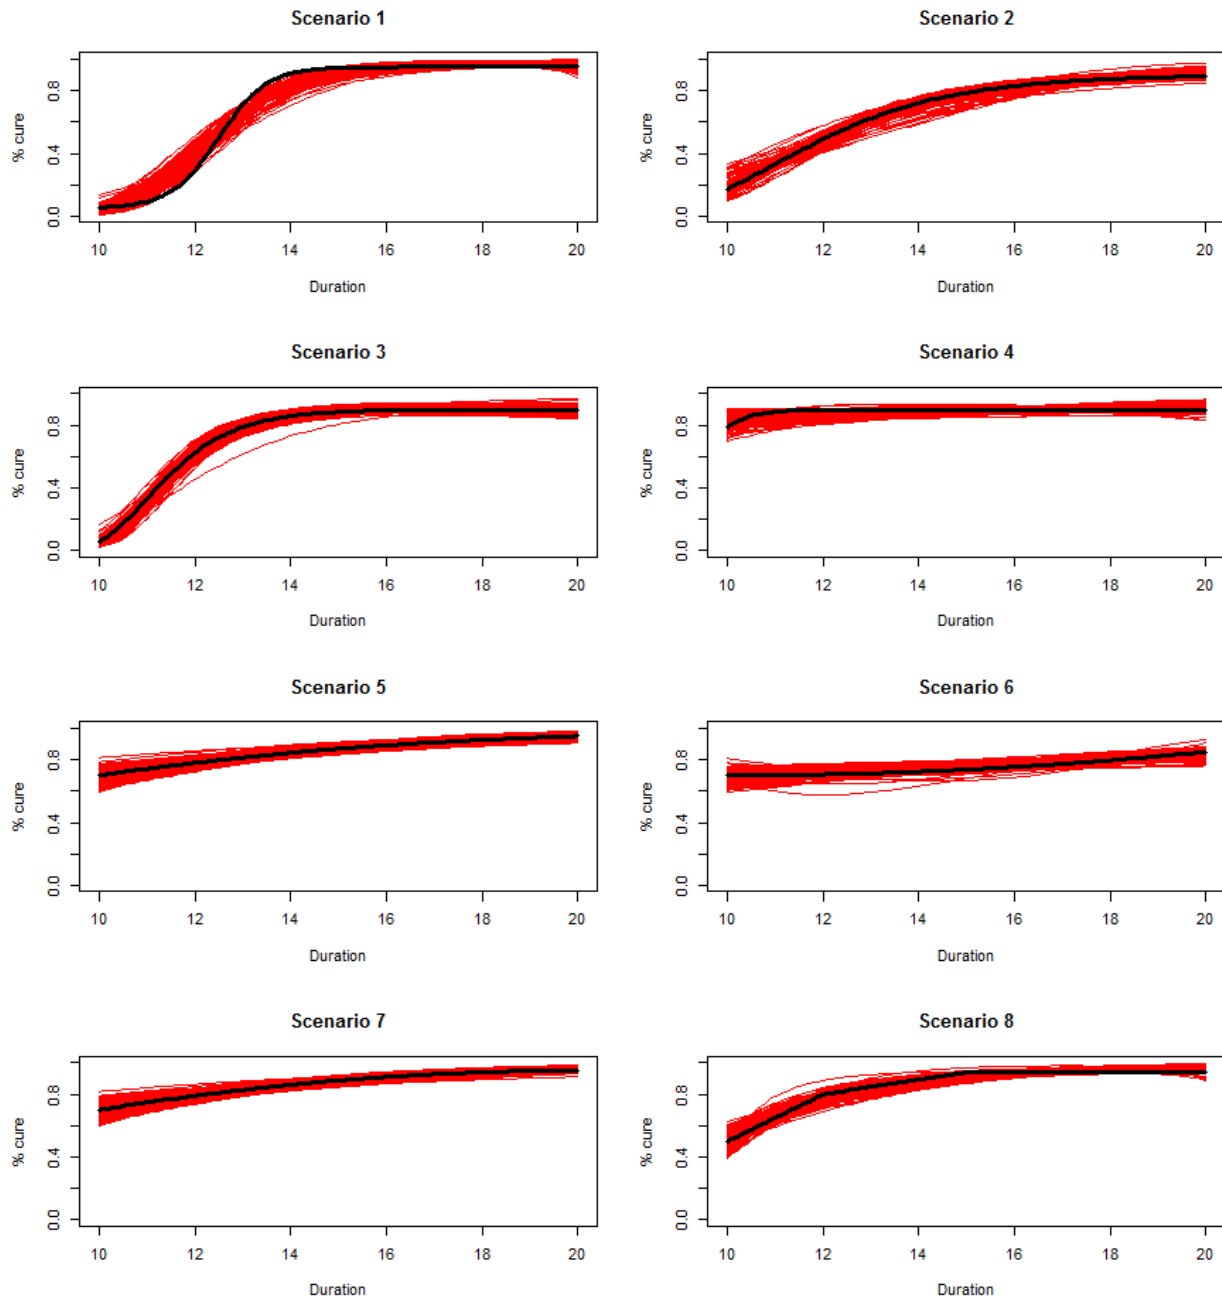 Scenario 1
% cure
0.0 0.4 0.8
10 12 14 16 18 20
Duration
Scenario 2
% cure
0.0 0.4 0.8
10 12 14 16 18 20
Duration
Scenario 3
% cure
0.0 0.4 0.8
10 12 14 16 18 20
Duration
Scenario 4
% cure
0.0 0.4 0.8
10 12 14 16 18 20
Duration
Scenario 5
% cure
0.0 0.4 0.8
10 12 14 16 18 20
Duration
Scenario 6
% cure
0.0 0.4 0.8
10 12 14 16 18 20
Duration
Scenario 7
% cure
0.0 0.4 0.8
10 12 14 16 18 20
Duration
Scenario 8
% cure
0.0 0.4 0.8
10 12 14 16 18 20
Duration